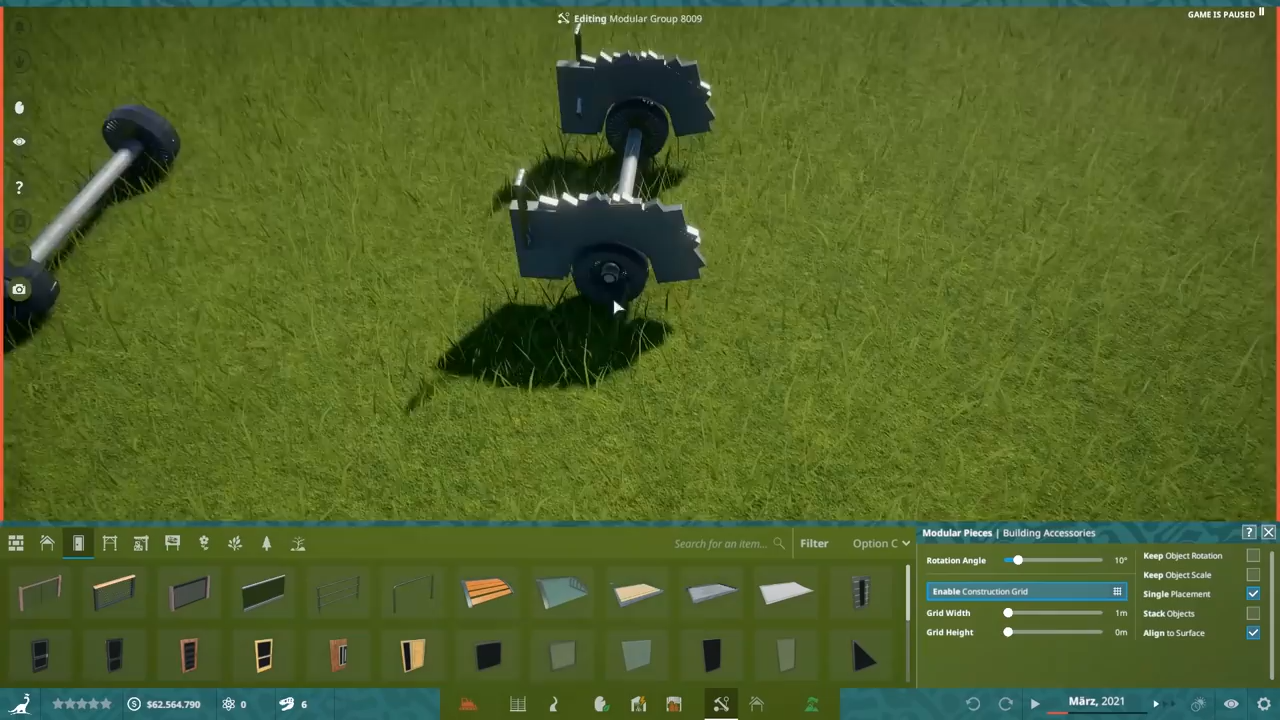 Editing Modular Group 8009
GAME IS PAUSED
?
Search for an item...
Filter
Option C
Modular Pieces | Building Accessories
?
Rotation Angle
10°
Enable Construction Grid
Grid Width
1m
Grid Height
0m
Keep Object Rotation
Keep Object Scale
Single Placement
Stack Objects
Align to Surface
$62.564.790
0
6
März, 2021